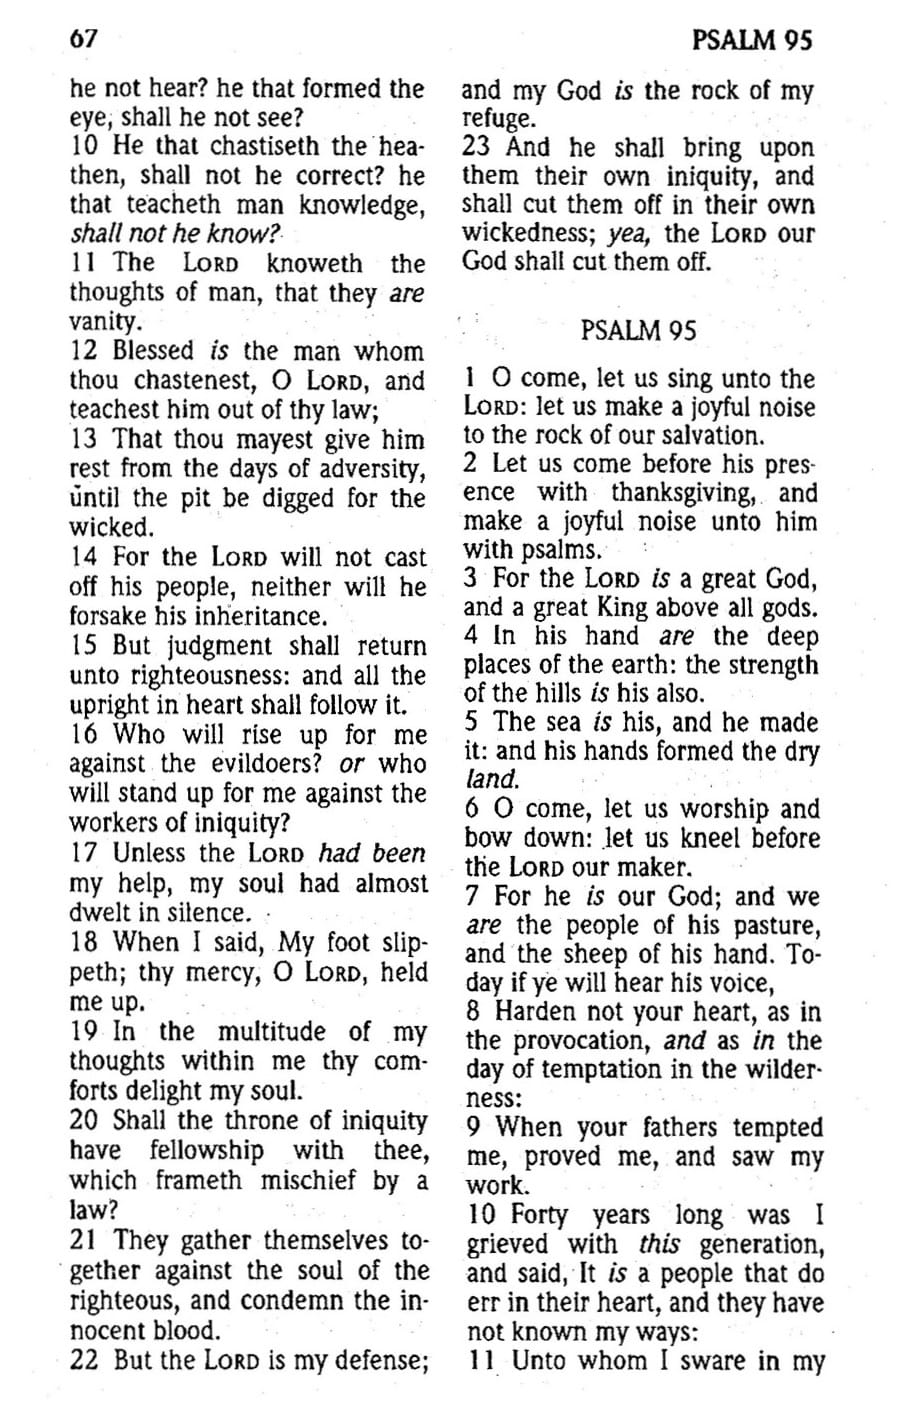 67
PSALM 95
he not hear? he that formed the
eye, shall he not see?
10 He that chastiseth the hea-
then, shall not he correct? he
that teacheth man knowledge,
shall not he know?
11 The LORD knoweth the
thoughts of man, that they are
vanity.
12 Blessed is the man whom
thou chastenest, O LORD, and
teachest him out of thy law;
13 That thou mayest give him
rest from the days of adversity,
until the pit be digged for the
wicked.
14 For the LORD will not cast
off his people, neither will he
forsake his inheritance.
15 But judgment shall return
unto righteousness: and all the
upright in heart shall follow it.
16 Who will rise up for me
against the evildoers? or who
will stand up for me against the
workers of iniquity?
17 Unless the LORD had been
my help, my soul had almost
dwelt in silence.
18 When I said, My foot slip-
peth; thy mercy, O LORD, held
me up.
19 In the multitude of my
thoughts within me thy com-
forts delight my soul.
20 Shall the throne of iniquity
have fellowship with thee,
which frameth mischief by a
law?
21 They gather themselves to-
gether against the soul of the
righteous, and condemn the in-
nocent blood.
22 But the LORD is my defense;
and my God is the rock of my
refuge.
23 And he shall bring upon
them their own iniquity, and
shall cut them off in their own
wickedness; yea, the LORD our
God shall cut them off.
PSALM 95
1 O come, let us sing unto the
LORD: let us make a joyful noise
to the rock of our salvation.
2 Let us come before his pres-
ence with thanksgiving, and
make a joyful noise unto him
with psalms.
3 For the LORD is a great God,
and a great King above all gods.
4 In his hand are the deep
places of the earth: the strength
of the hills is his also.
5 The sea is his, and he made
it: and his hands formed the dry
land.
6 O come, let us worship and
bow down: let us kneel before
the LORD our maker.
7 For he is our God; and we
are the people of his pasture,
and the sheep of his hand. To-
day if ye will hear his voice,
8 Harden not your heart, as in
the provocation, and as in the
day of temptation in the wilder-
ness:
9 When your fathers tempted
me, proved me, and saw my
work.
10 Forty years long was I
grieved with this generation,
and said, It is a people that do
err in their heart, and they have
not known my ways:
11 Unto whom I sware in my